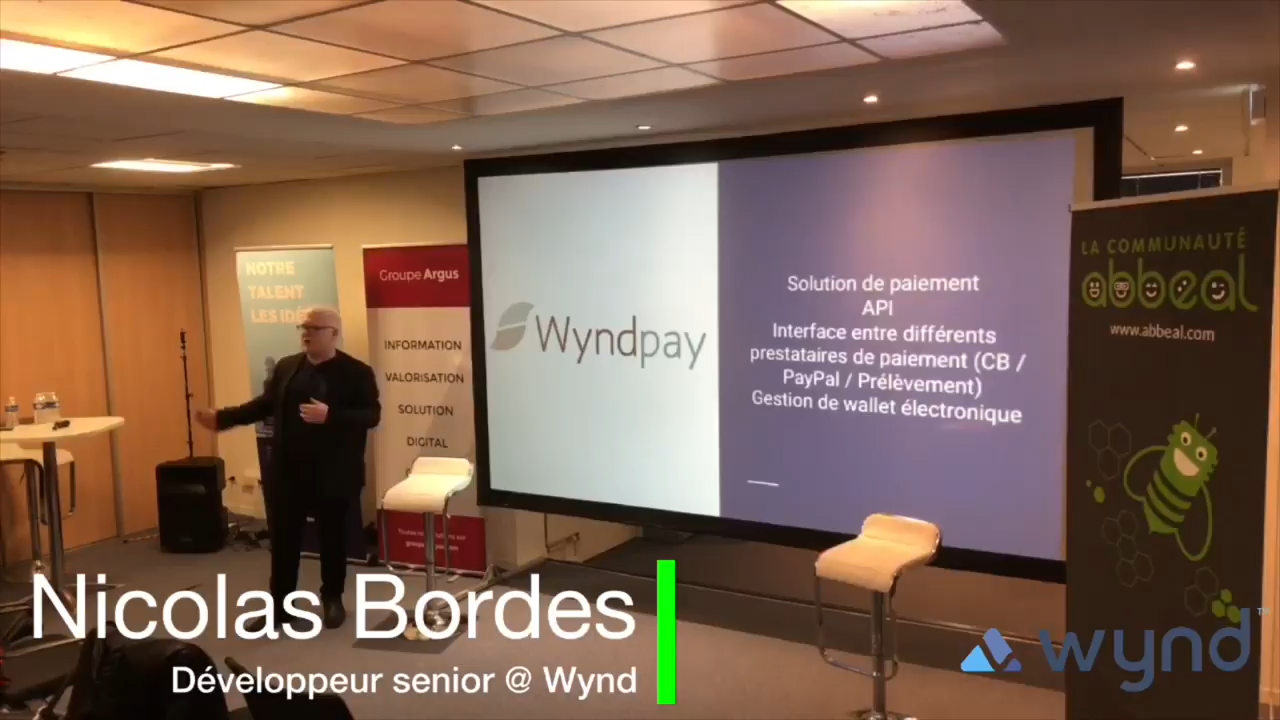 NOTRE
TALENT
LES IDÉ
Groupe Argus
INFORMATION
VALORISATION
SOLUTION
DIGITAL
Wyndpay
Solution de paiement
API
Interface entre différents
prestataires de paiement (CB /
PayPal / Prélèvement)
Gestion de wallet électronique
LA COMMUNAUTÉ
abbeal
www.abbeal.com
Nicolas Bordes
Développeur senior @ Wynd
wynd™